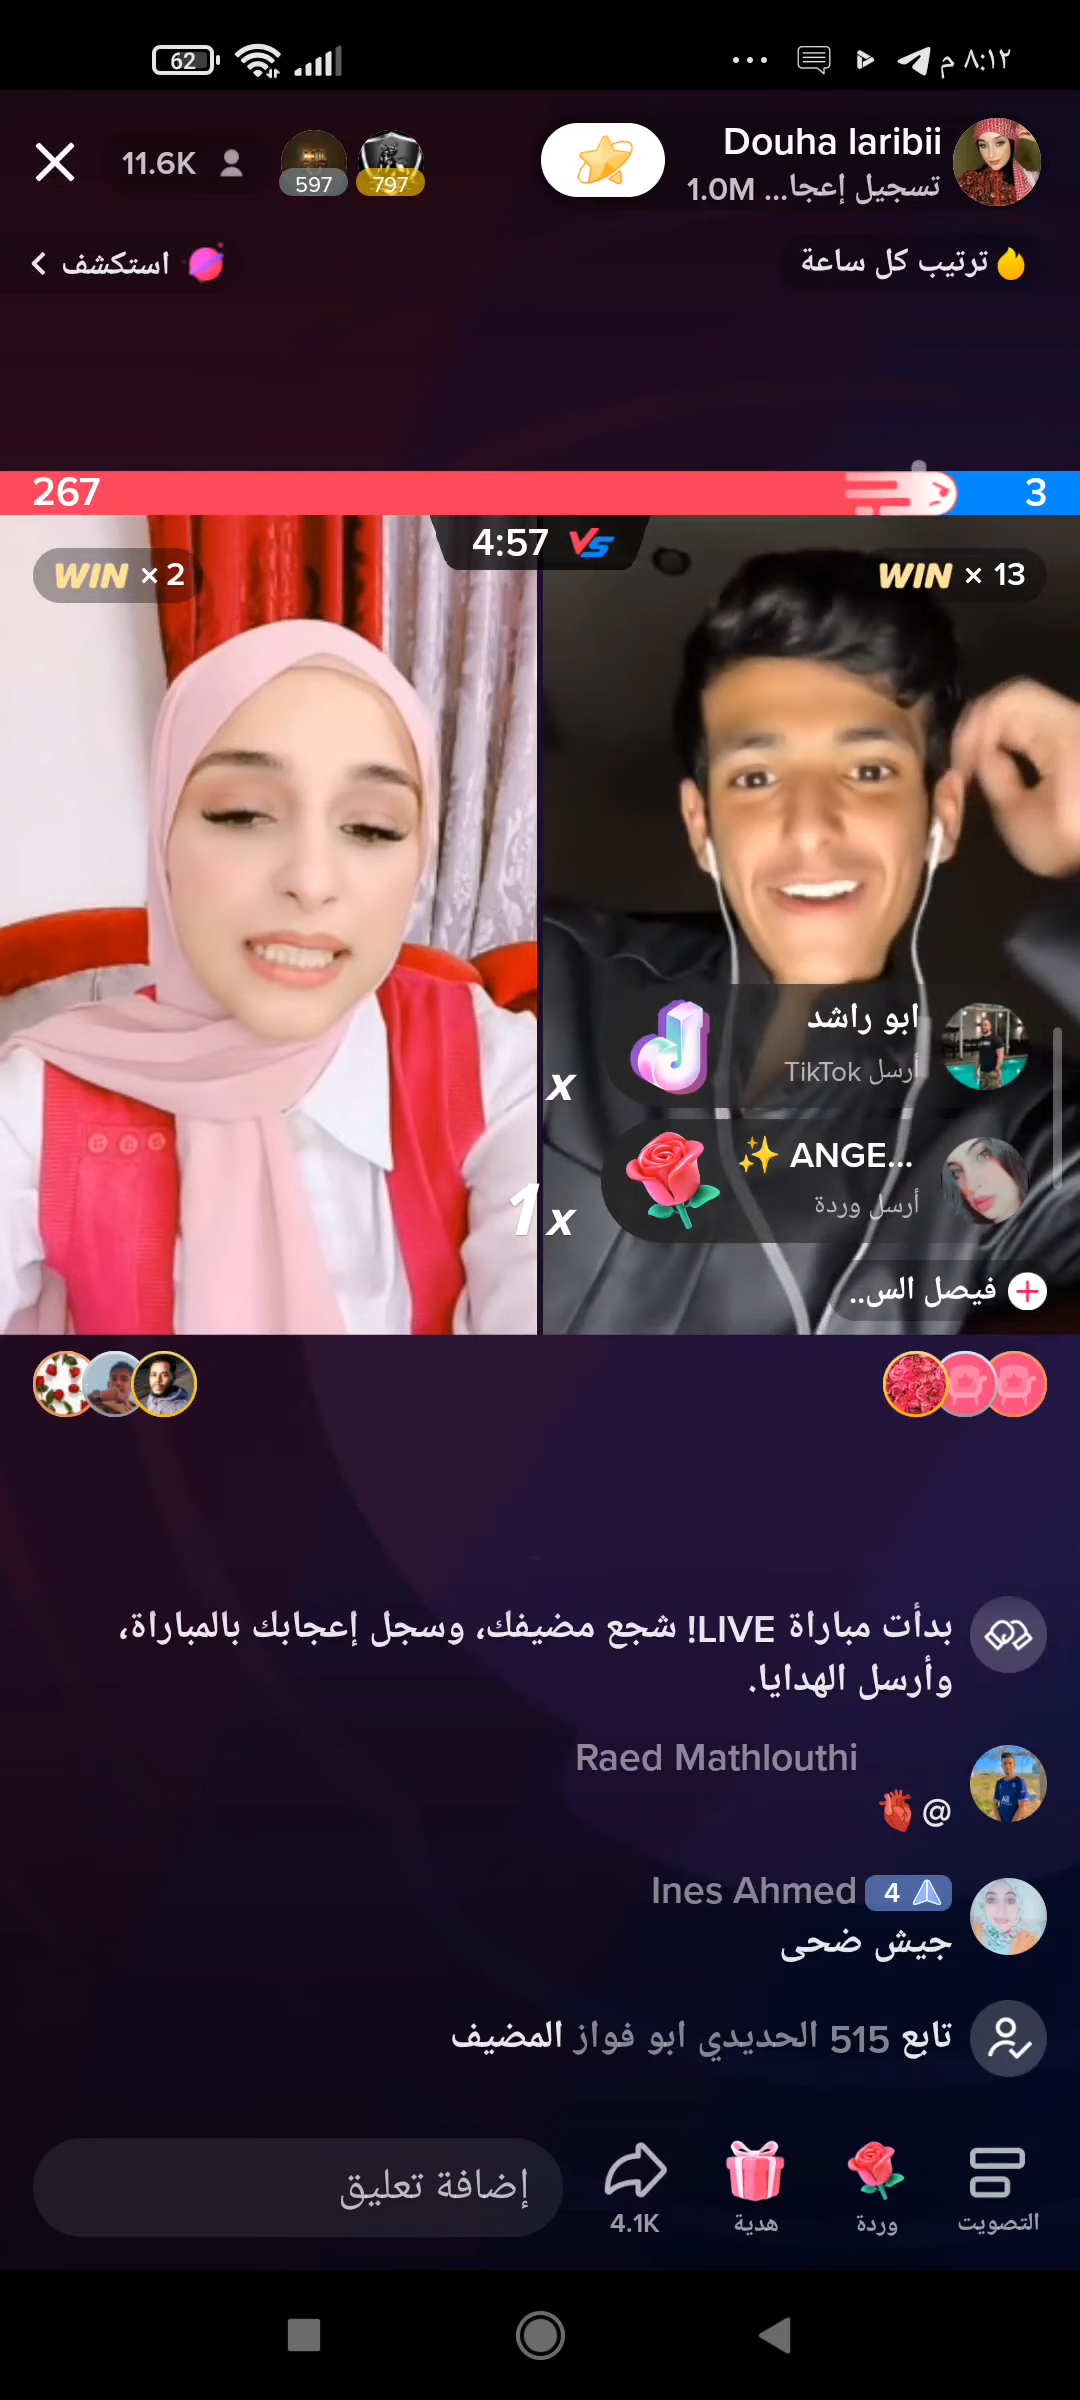 62
٨:١٢ م
Douha laribii
1.0M تسجيل إعجا...
11.6K
597
797
ترتيب كل ساعة
استكشف
267
3
4:57 VS
WIN × 2
WIN × 13
ابو راشد
أرسل TikTok
x
ANGE...
أرسل وردة
1x
فيصل الس..
بدأت مباراة LIVE! شجع مضيفك، وسجل إعجابك بالمباراة،
وأرسل الهدايا.
Raed Mathlouthi
@
4 Ines Ahmed
جيش ضحى
تابع 515 الحديدي ابو فواز المضيف
إضافة تعليق
4.1K
هدية
وردة
التصويت